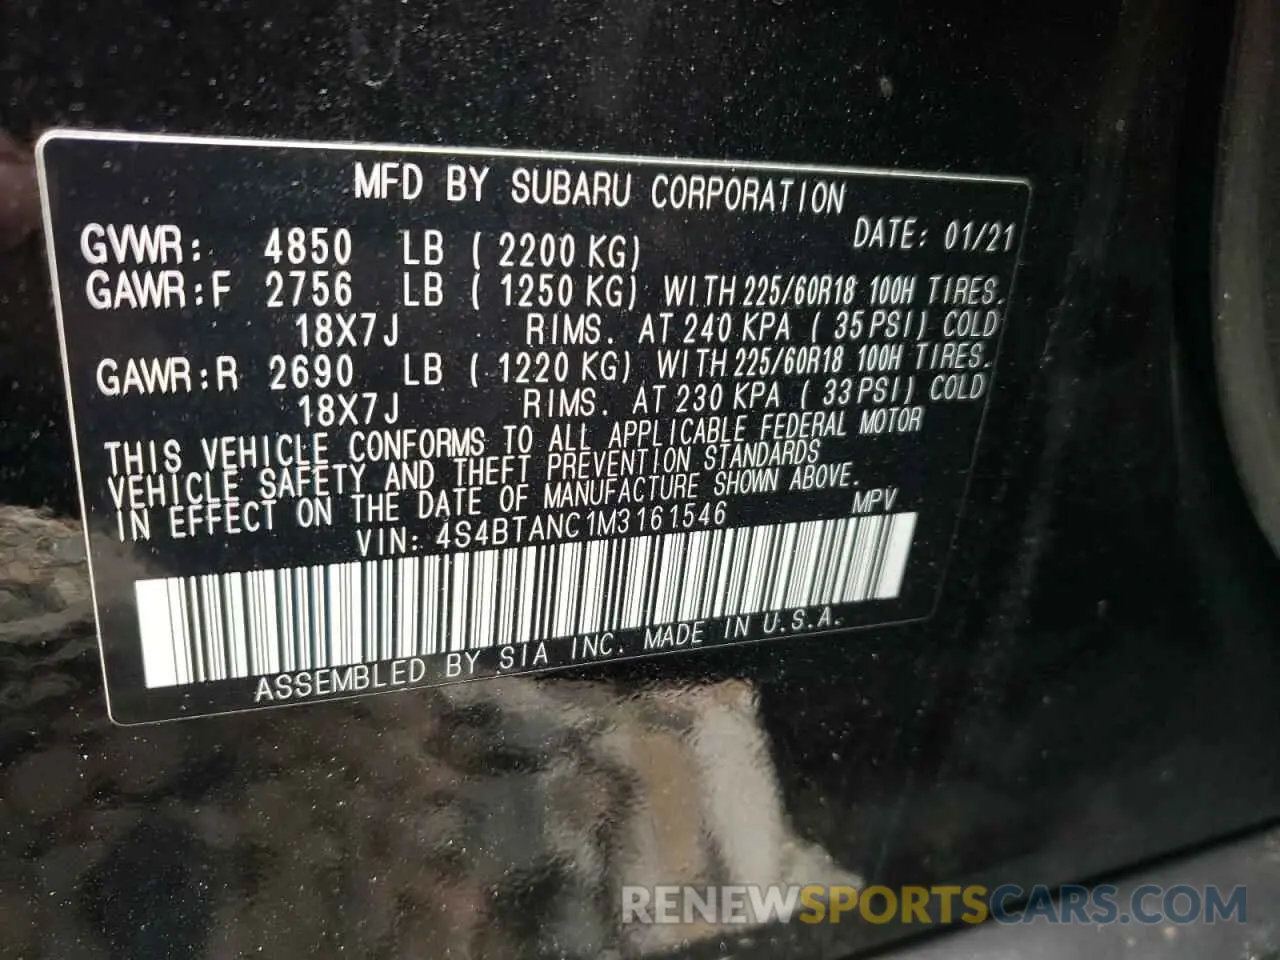 MFD BY SUBARU CORPORATION
DATE: 01/21
GVWR: 4850 LB ( 2200 KG)
GAWR:F 2756 LB ( 1250 KG) WITH 225/60R18 100H TIRES.
18X7J RIMS. AT 240 KPA ( 35 PSI) COLD
GAWR:R 2690 LB ( 1220 KG) WITH 225/60R18 100H TIRES.
18X7J RIMS. AT 230 KPA ( 33 PSI) COLD
THIS VEHICLE CONFORMS TO ALL APPLICABLE FEDERAL MOTOR
VEHICLE SAFETY AND THEFT PREVENTION STANDARDS
IN EFFECT ON THE DATE OF MANUFACTURE SHOWN ABOVE.
VIN: 4S4BTANC1M3161546 MPV
ASSEMBLED BY SIA INC. MADE IN U.S.A.
RENEWSPORTSCARS.COM